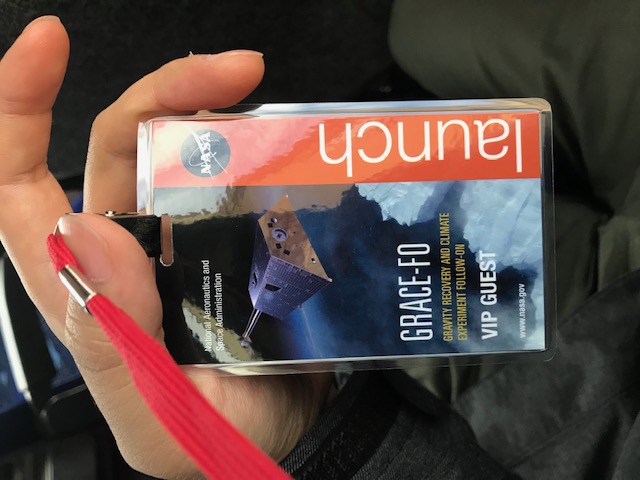 National Aeronautics and
Space Administration
NASA
launch
GRACE-FO
GRAVITY RECOVERY AND CLIMATE
EXPERIMENT FOLLOW-ON
VIP GUEST
www.nasa.gov